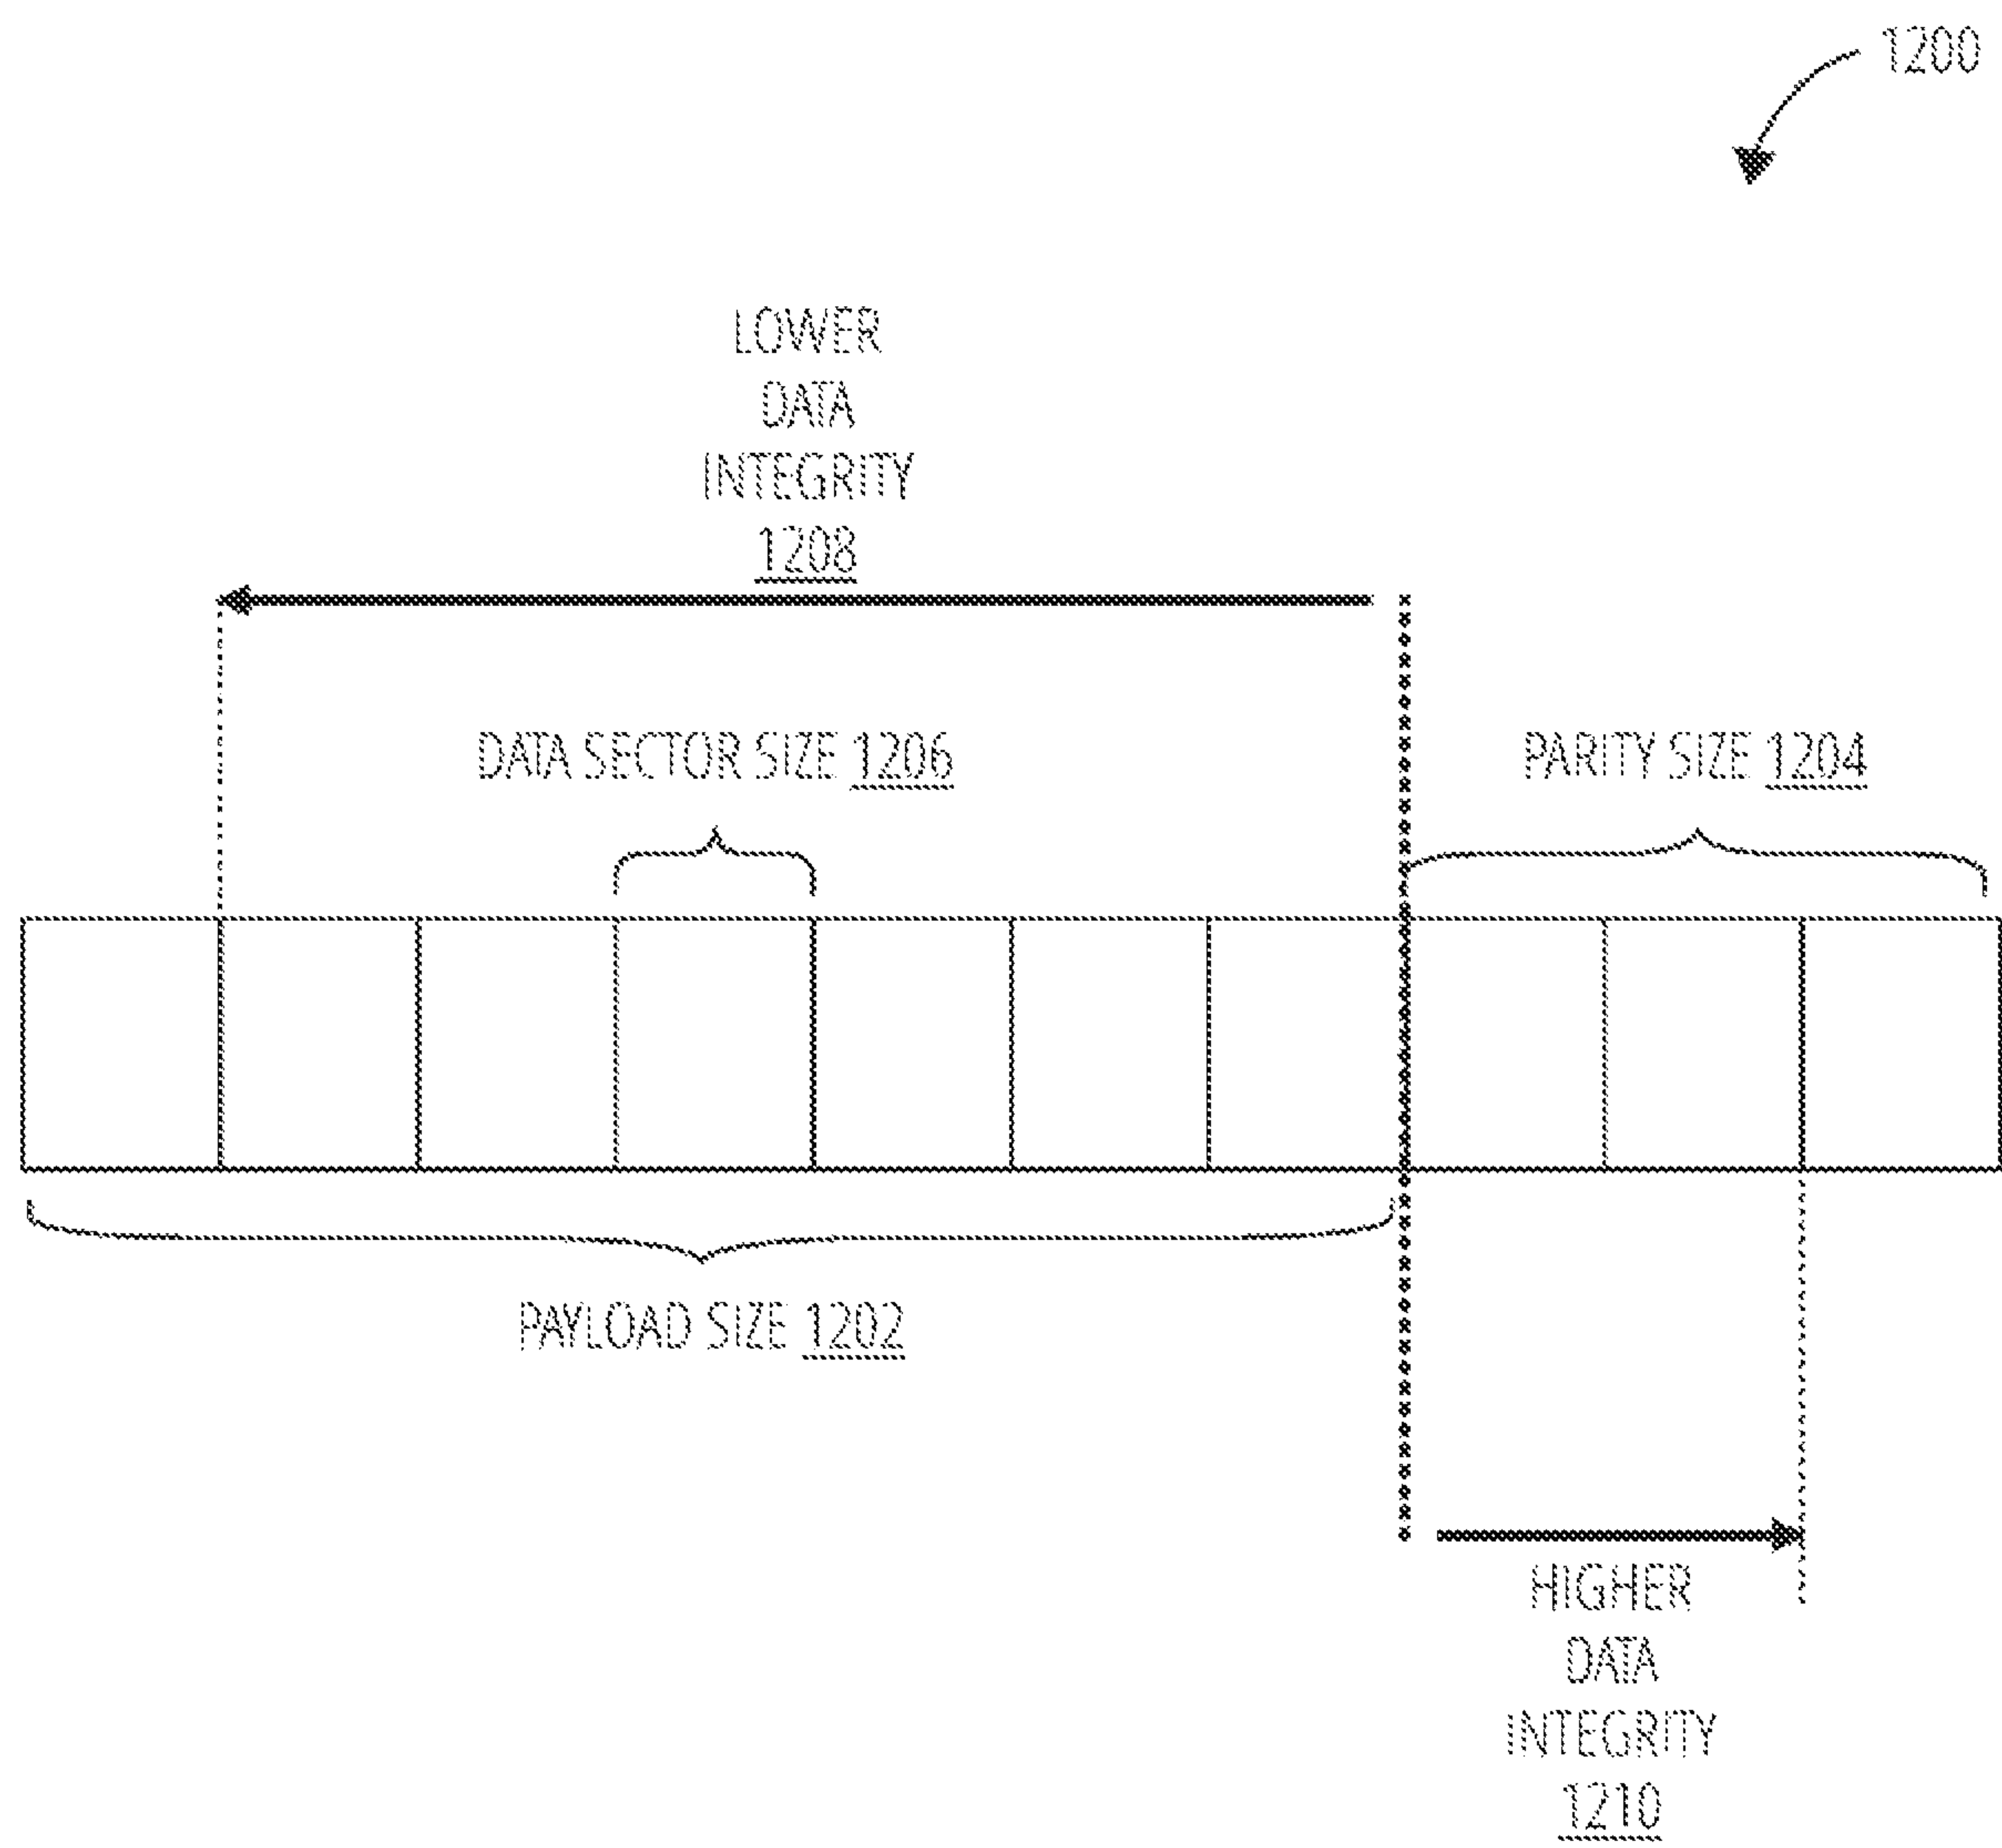 1200
LOWER
DATA
INTEGRITY
1208
DATA SECTOR SIZE 1206
PARITY SIZE 1204
PAYLOAD SIZE 1202
HIGHER
DATA
INTEGRITY
1210